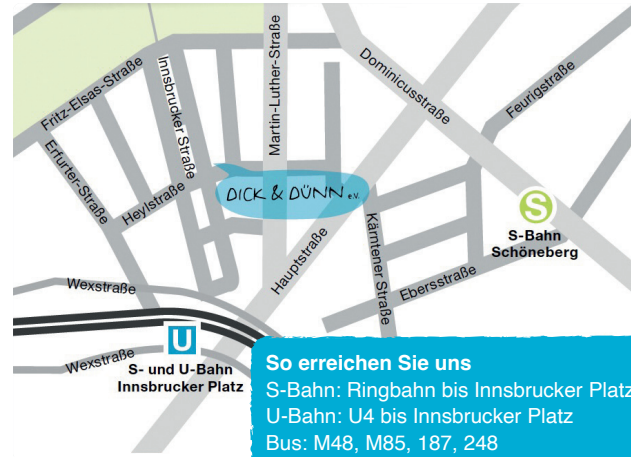 Fritz-Elsas-Straße
Innsbrucker Straße
Martin-Luther-Straße
Dominicusstraße
Feurigstraße
Erfurter-Straße
Heylstraße
DICK & DÜNN e.V.
S
S-Bahn
Schöneberg
Kärntener Straße
Hauptstraße
Ebersstraße
Wexstraße
U
Wexstraße
S- und U-Bahn
Innsbrucker Platz
So erreichen Sie uns
S-Bahn: Ringbahn bis Innsbrucker Platz
U-Bahn: U4 bis Innsbrucker Platz
Bus: M48, M85, 187, 248